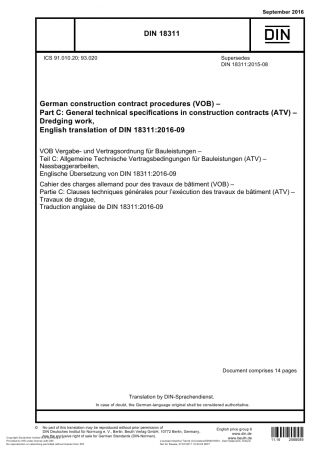 September 2016
DIN 18311
DIN
ICS 91.010.20; 93.020
Supersedes
DIN 18311:2015-08
German construction contract procedures (VOB) –
Part C: General technical specifications in construction contracts (ATV) –
Dredging work,
English translation of DIN 18311:2016-09
VOB Vergabe- und Vertragsordnung für Bauleistungen –
Teil C: Allgemeine Technische Vertragsbedingungen für Bauleistungen (ATV) –
Nassbaggerarbeiten,
Englische Übersetzung von DIN 18311:2016-09
Cahier des charges allemand pour des travaux de bâtiment (VOB) –
Partie C: Clauses techniques générales pour l'exécution des travaux de bâtiment (ATV) –
Travaux de drague,
Traduction anglaise de DIN 18311:2016-09
Document comprises 14 pages
Translation by DIN-Sprachendienst.
In case of doubt, the German-language original shall be considered authoritative.
No part of this translation may be reproduced without prior permission of
DIN Deutsches Institut für Normung e. V., Berlin. Beuth Verlag GmbH, 10772 Berlin, Germany,
has the exclusive right of sale for German Standards (DIN-Normen).
English price group 8
www.din.de
www.beuth.de